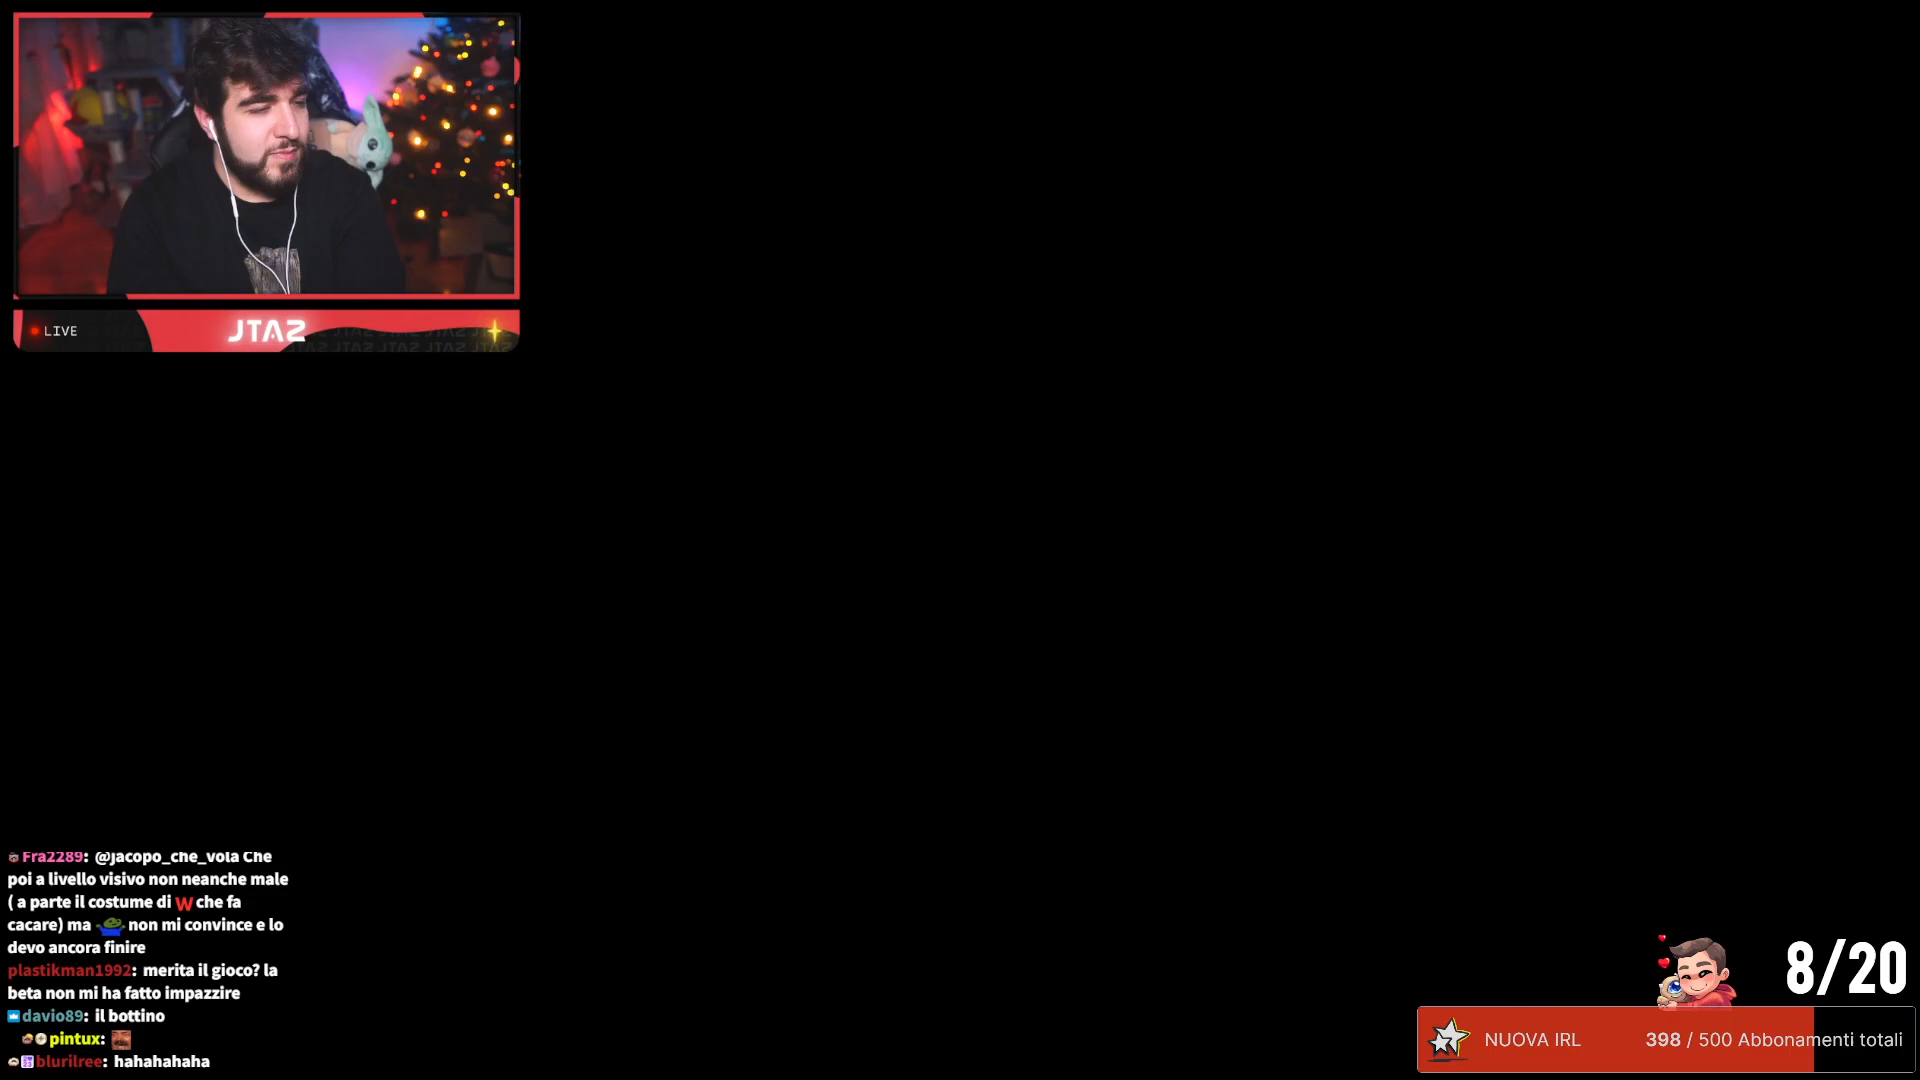 LIVE
JTAZ
Fra2289: @jacopo_che_vola Che
poi a livello visivo non neanche male
( a parte il costume di W che fa
cacare) ma non mi convince e lo
devo ancora finire
plastikman1992: merita il gioco? la
beta non mi ha fatto impazzire
davio89: il bottino
pintux:
blurilree: hahahahaha
8/20
NUOVA IRL 398 / 500 Abbonamenti totali